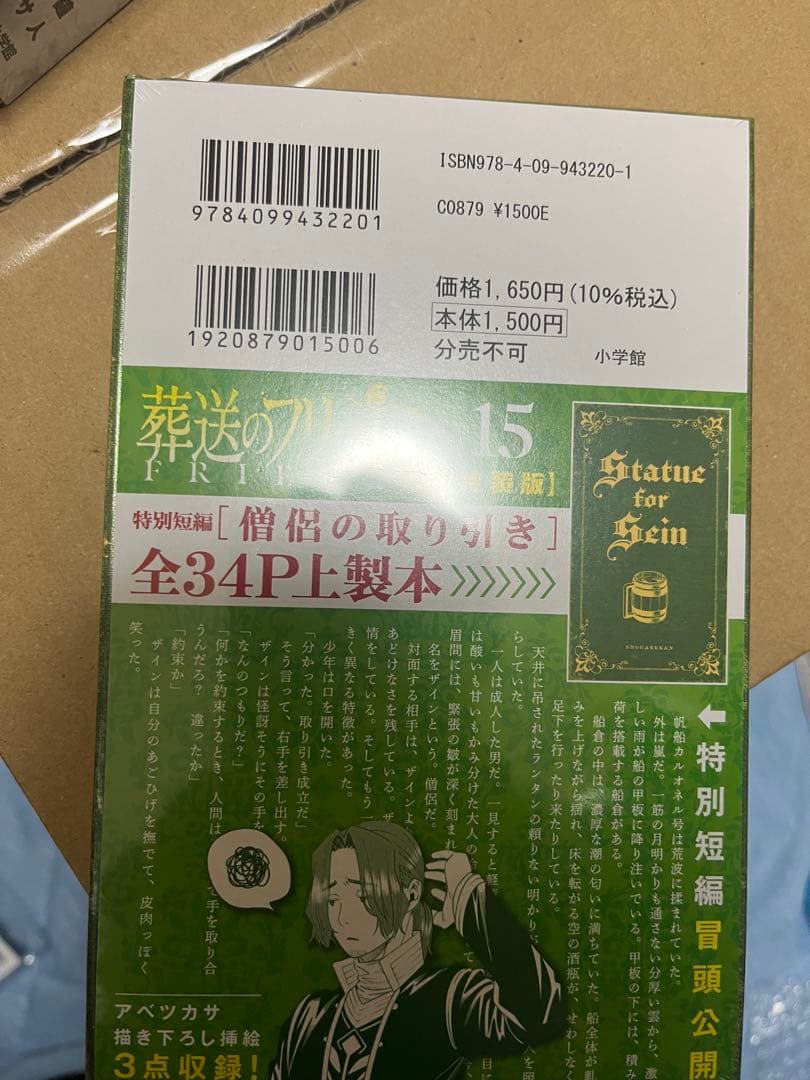 学館
ISBN978-4-09-943220-1
9784099432201
C0879 ¥1500E
価格1,650円(10%税込)
本体1,500円
1920879015006
分売不可
小学館
葬送のフリ 15
FRI
版】
Statue
for
Sein
SHOGAKUKAN
特別短編[僧侶の取り引き]
全34P上製本>>>>>>>
←特別短編冒頭公開
帆船カルオネル号は荒波に揉まれていた。
外は嵐だ。一筋の月明かりも通さない分厚い雲から、激
しい雨が船の甲板に降り注いでいる。甲板の下には、積み
荷を搭載する船倉がある。
船倉の中は、濃厚な潮の匂いに満ちていた。船全体が軋
みを上げながら揺れ、床を転がる空の酒瓶が、せわしなく
足下を行ったり来たりしている。
天井に吊されたランタンの頼りない明かりが
らしていた。
一人は成人した男だ。一見すると軽
は酸いも甘いもかみ分けた大人の
眉間には、緊張の皺が深く刻まれ
名をザインという。僧侶だ。
対面する相手は、ザインよ
あどけなさを残している。ザ
情をしている。そしてもう一
きく異なる特徴があった。
少年は口を開いた。
「分かった。取り引き成立だ」
そう言って、右手を差し出す。
ザインは怪訝そうにその手を
「なんのつもりだ？」
「何かを約束するとき、人間は で手を取り合
うんだろ？ 違ったか」
「約束か」
ザインは自分のあごひげを撫でて、皮肉っぽく
笑った。
アベツカサ
描き下ろし挿絵
3点収録!